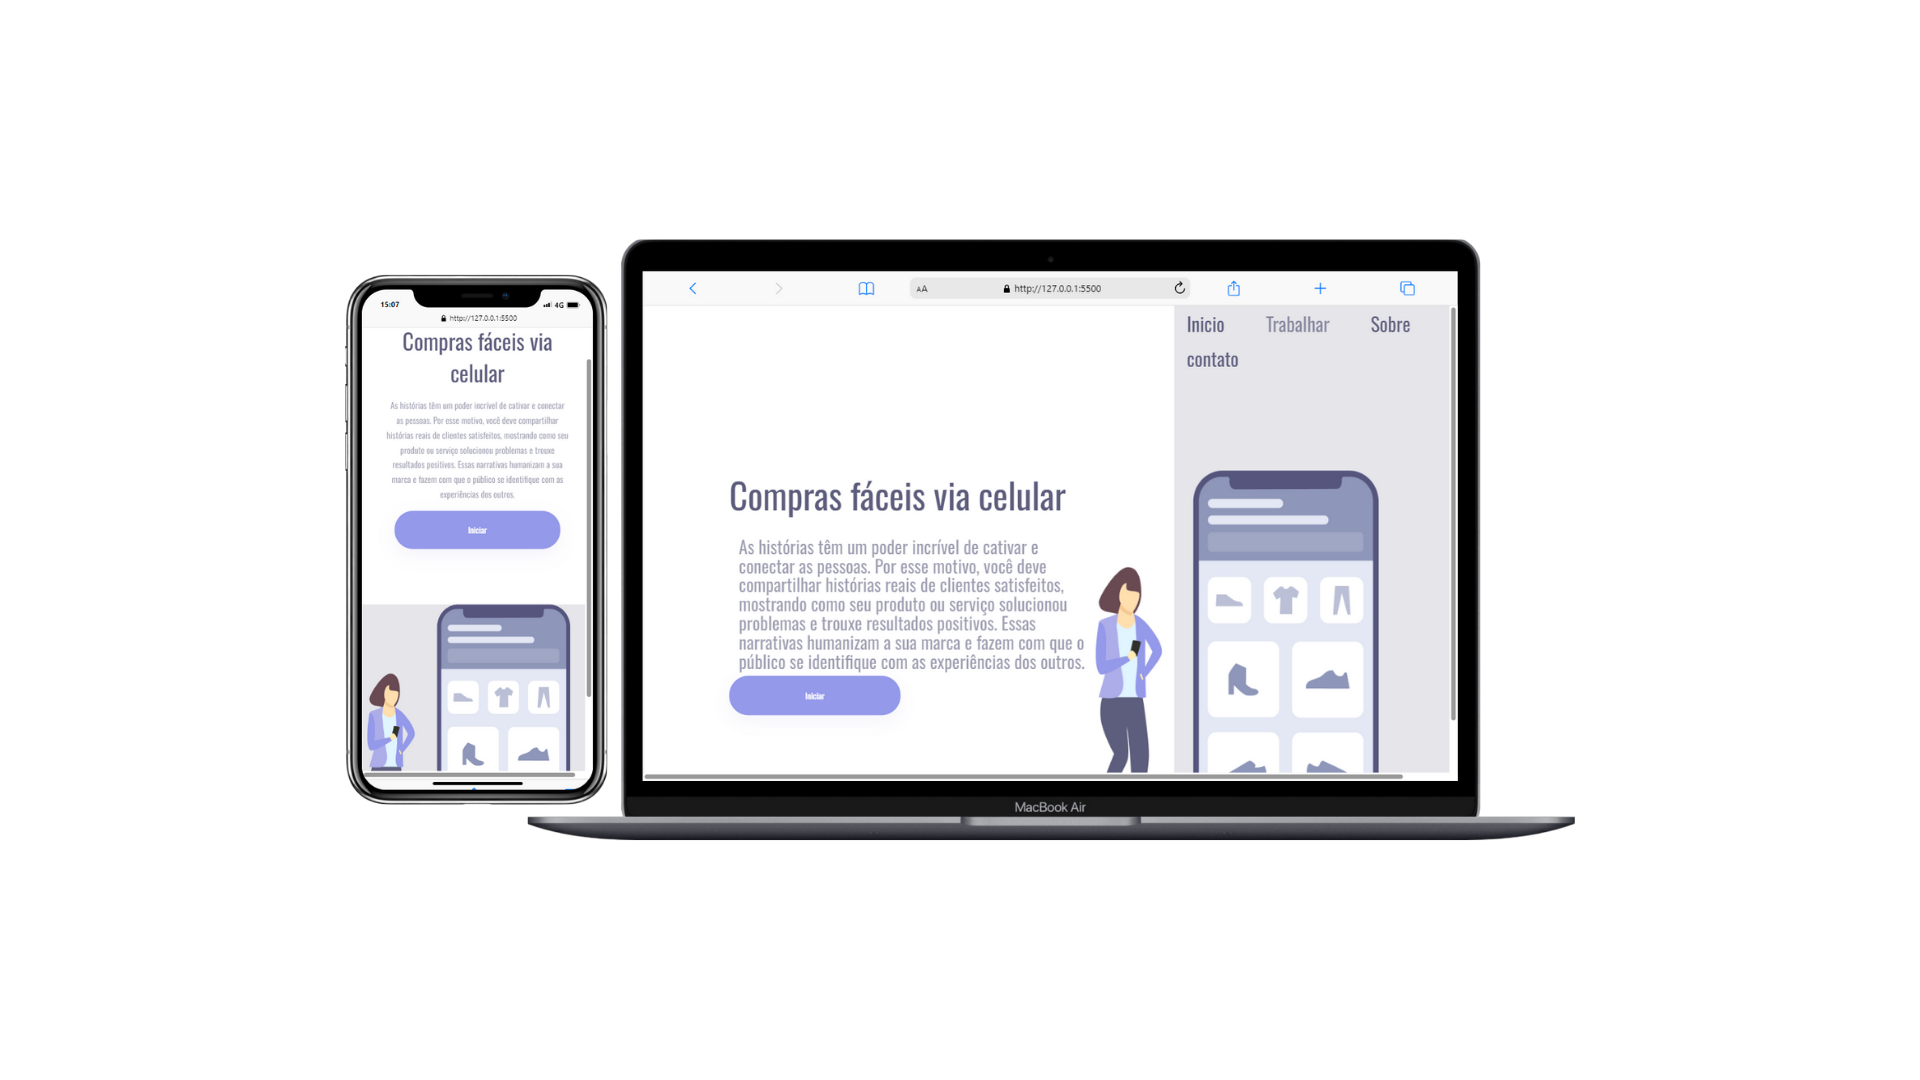 15:07
4G
http://127.0.0.1:5500
Compras fáceis via
celular
As histórias têm um poder incrível de cativar e conectar
as pessoas. Por esse motivo, você deve compartilhar
histórias reais de clientes satisfeitos, mostrando como seu
produto ou serviço solucionou problemas e trouxe
resultados positivos. Essas narrativas humanizam a sua
marca e fazem com que o público se identifique com as
experiências dos outros.
Iniciar
AA
http://127.0.0.1:5500
Inicio Trabalhar Sobre
contato
Compras fáceis via celular
As histórias têm um poder incrível de cativar e
conectar as pessoas. Por esse motivo, você deve
compartilhar histórias reais de clientes satisfeitos,
mostrando como seu produto ou serviço solucionou
problemas e trouxe resultados positivos. Essas
narrativas humanizam a sua marca e fazem com que o
público se identifique com as experiências dos outros.
Iniciar
MacBook Air